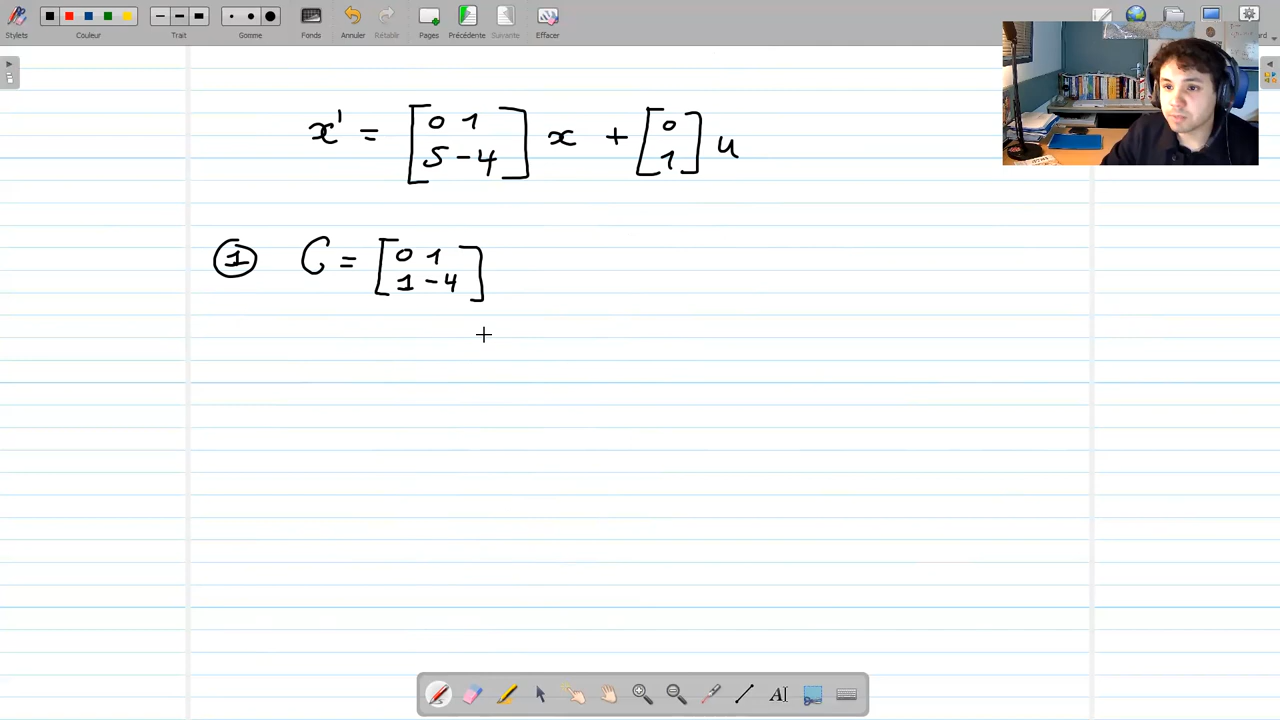 Stylets Couleur Trait Gomme Fonds Annuler Rétablir Pages Précédente Suivante Effacer
x' = [0 1; 5 -4] x + [0; 1] u
① C = [0 1; 1 -4]